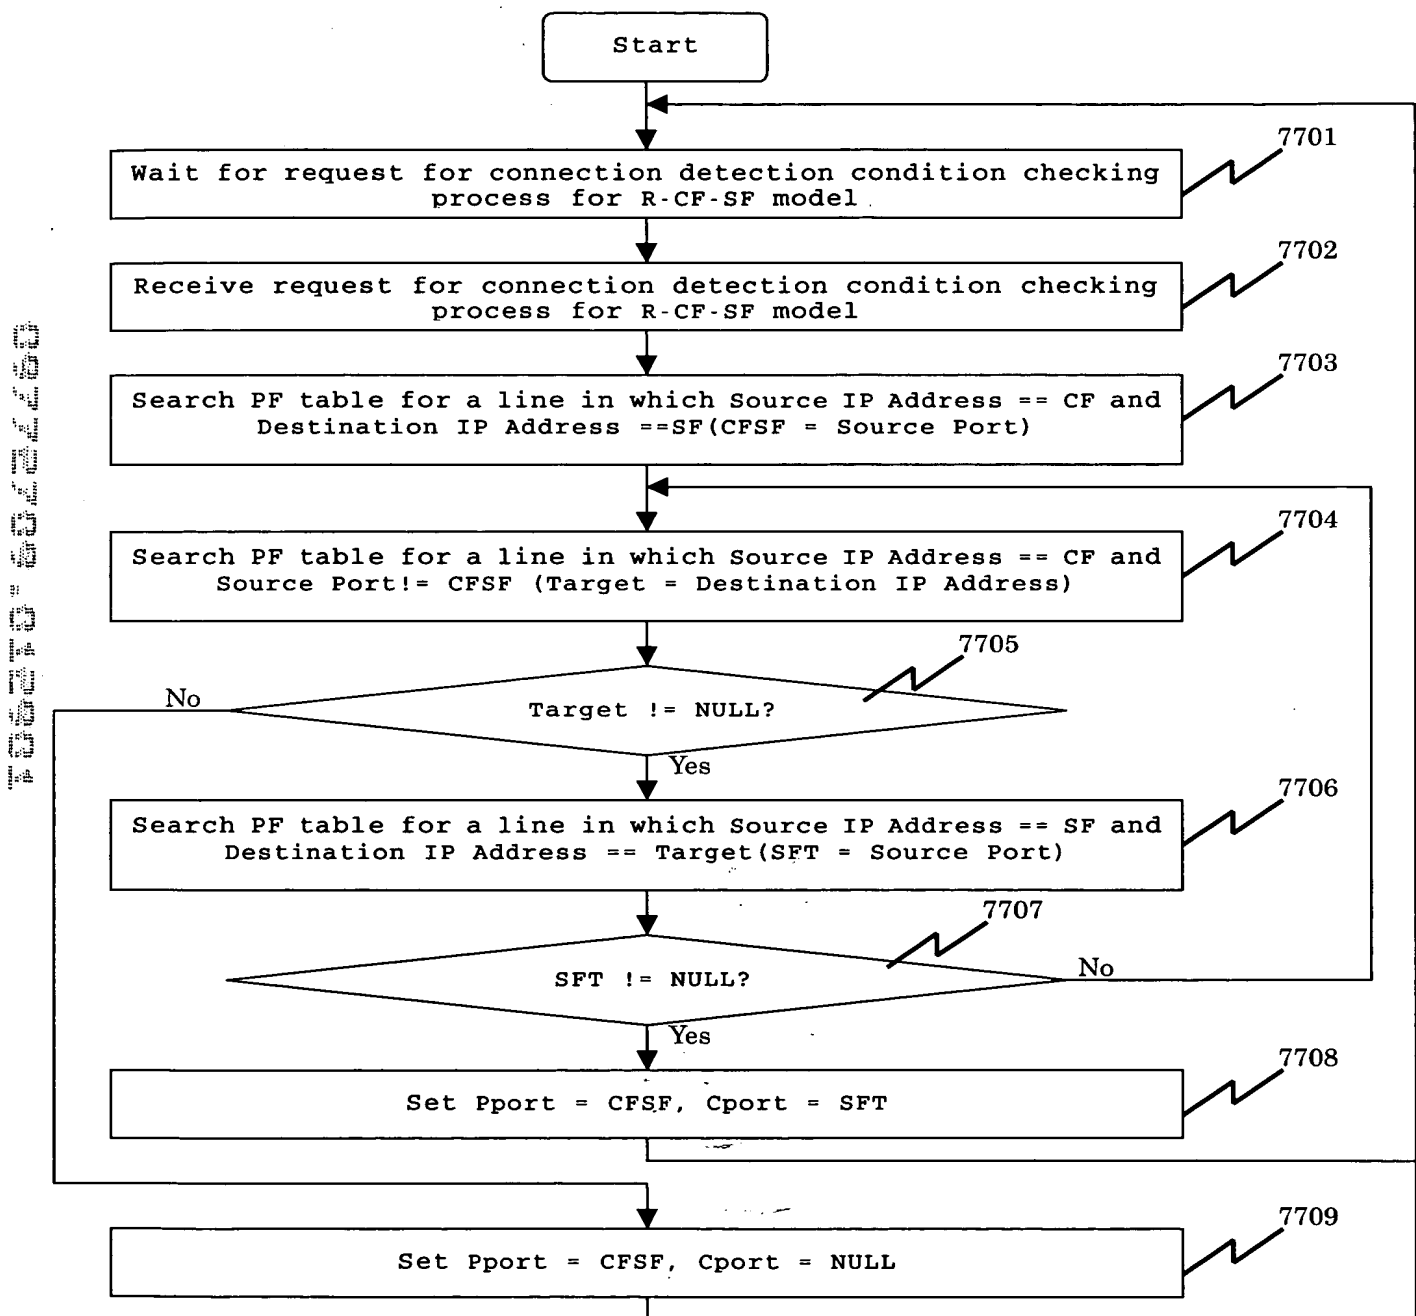 Start
7701
Wait for request for connection detection condition checking
process for R-CF-SF model
7702
Receive request for connection detection condition checking
process for R-CF-SF model
7703
Search PF table for a line in which Source IP Address == CF and
Destination IP Address ==SF(CFSF = Source Port)
7704
Search PF table for a line in which Source IP Address == CF and
Source Port!= CFSF (Target = Destination IP Address)
7705
No
Target != NULL?
Yes
7706
Search PF table for a line in which Source IP Address == SF and
Destination IP Address == Target(SFT = Source Port)
7707
SFT != NULL?
No
Yes
7708
Set Pport = CFSF, Cport = SFT
7709
Set Pport = CFSF, Cport = NULL